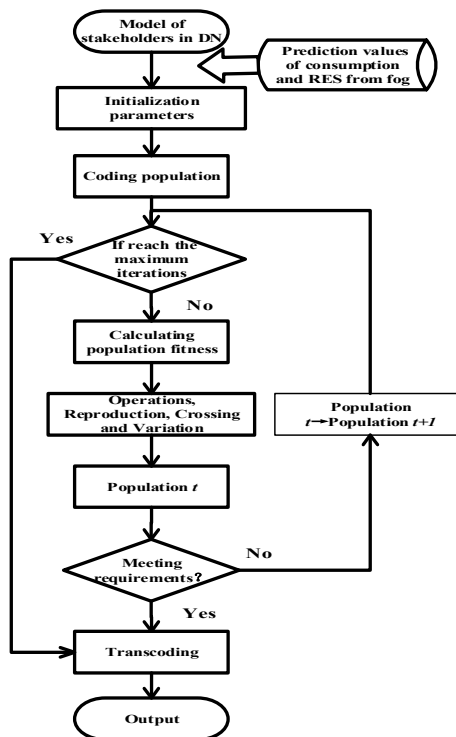 Model of
stakeholders in DN
Prediction values
of consumption
and RES from fog
Initialization
parameters
Coding population
Yes
If reach the
maximum
iterations
No
Calculating
population fitness
Operations,
Reproduction, Crossing
and Variation
Population
t→Population t+1
Population t
No
Meeting
requirements?
Yes
Transcoding
Output